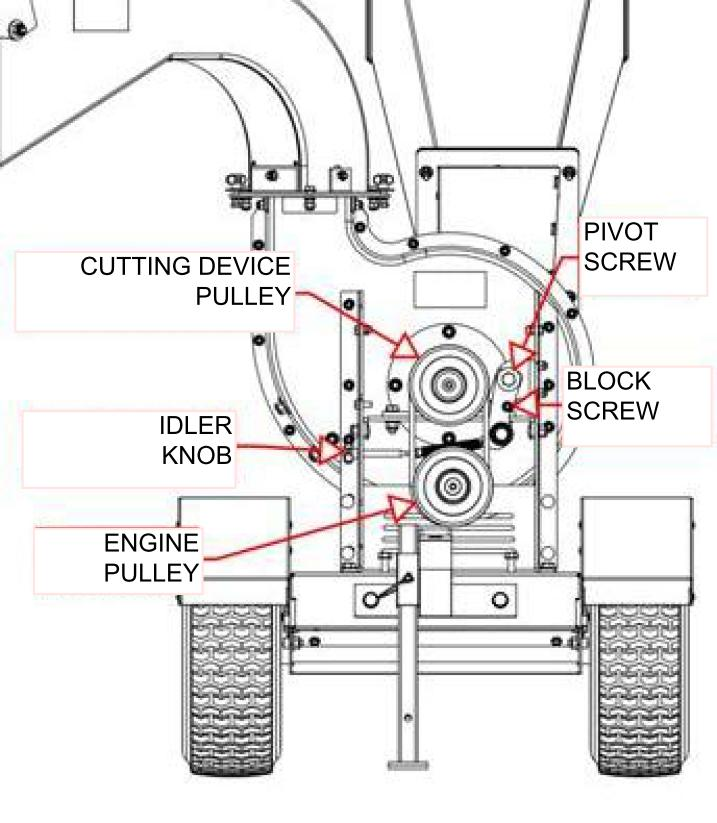 PIVOT
SCREW
CUTTING DEVICE
PULLEY
BLOCK
SCREW
IDLER
KNOB
ENGINE
PULLEY